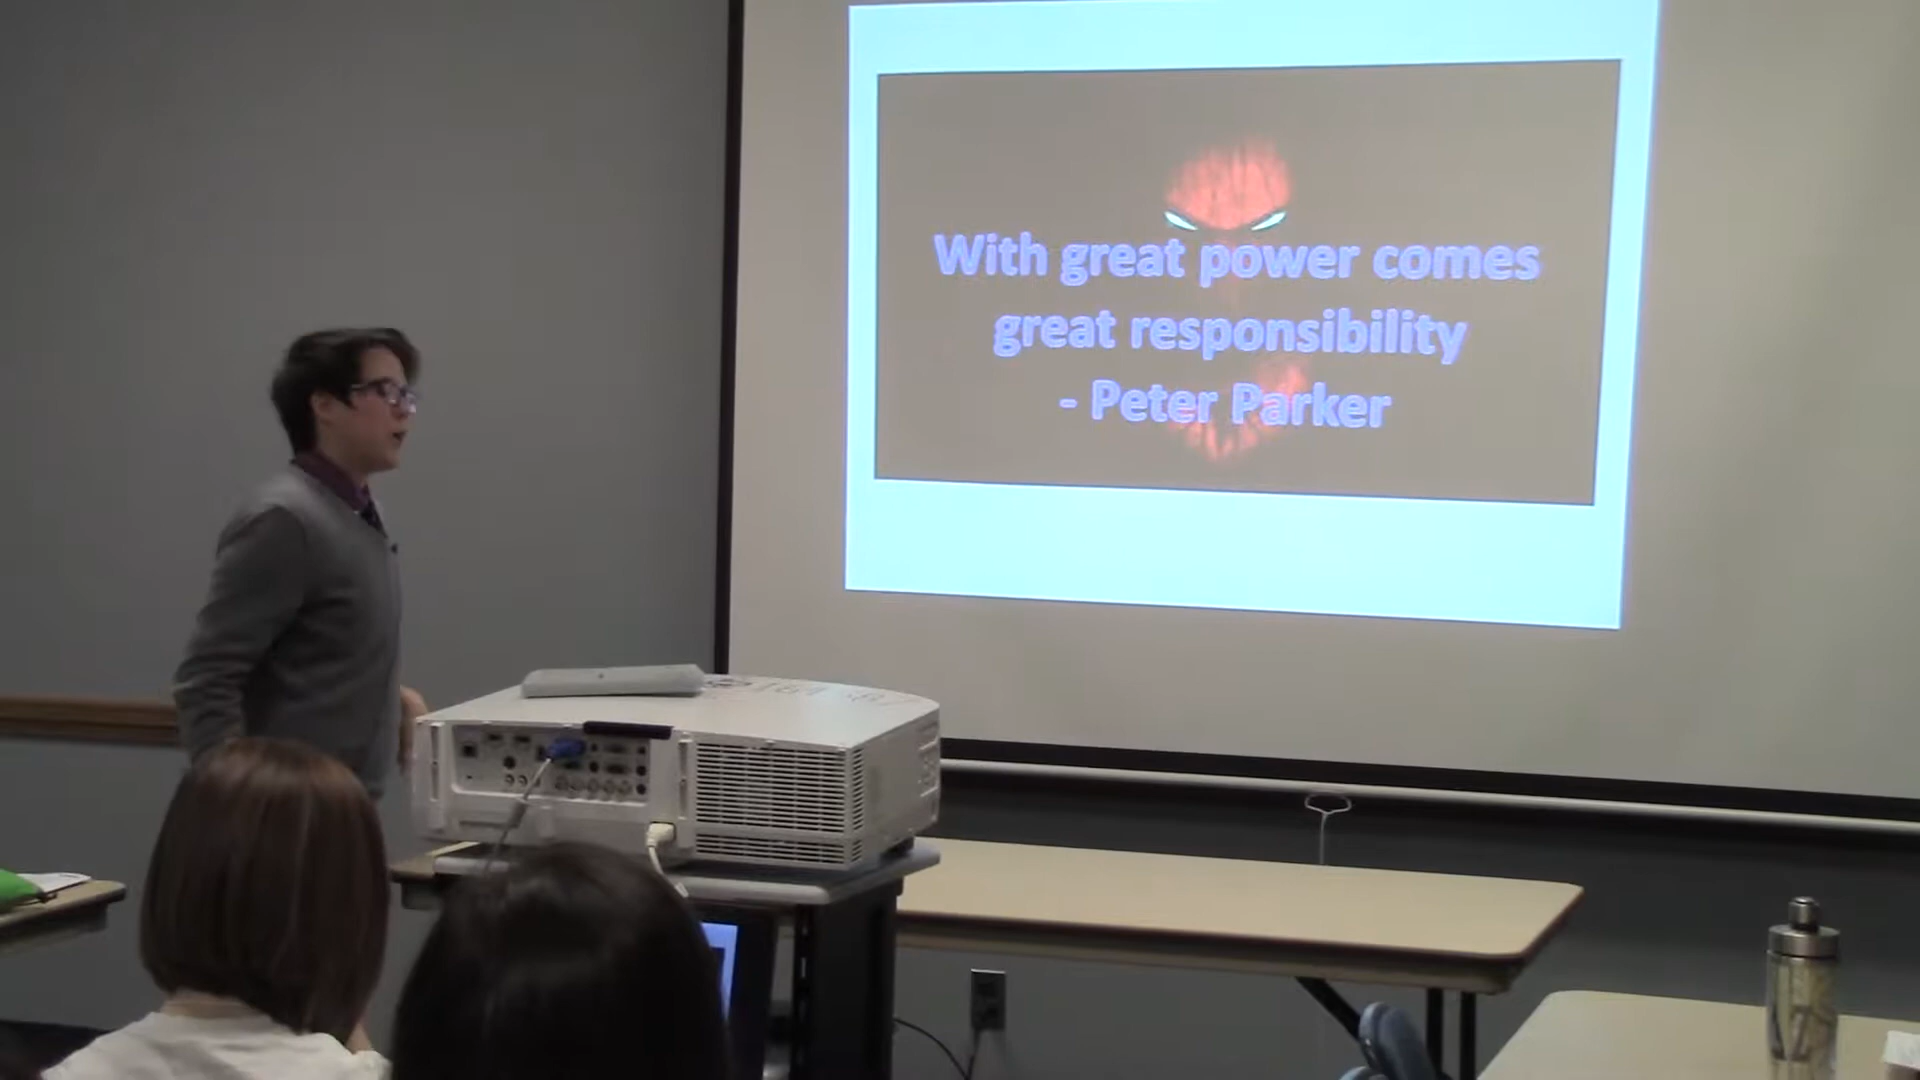 With great power comes
great responsibility
- Peter Parker